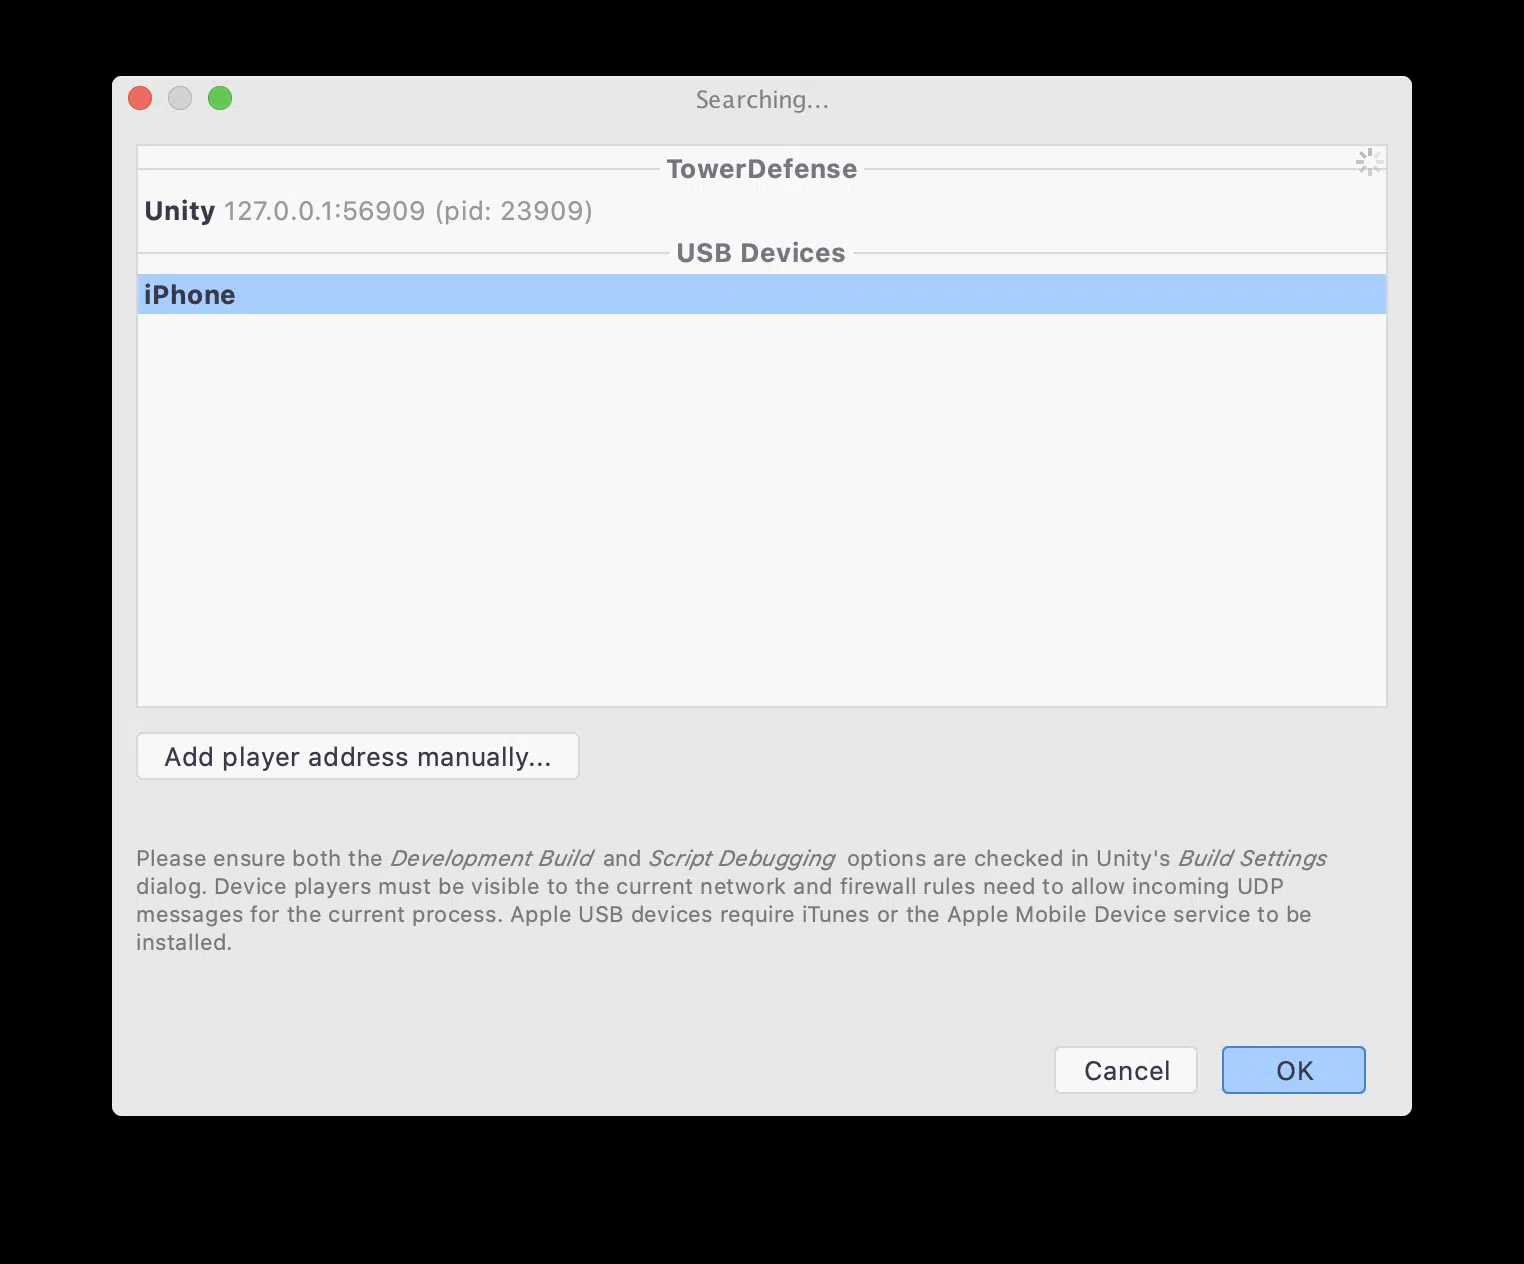 Searching...
TowerDefense
Unity 127.0.0.1:56909 (pid: 23909)
USB Devices
iPhone
Add player address manually...
Please ensure both the Development Build and Script Debugging options are checked in Unity's Build Settings
dialog. Device players must be visible to the current network and firewall rules need to allow incoming UDP
messages for the current process. Apple USB devices require iTunes or the Apple Mobile Device service to be
installed.
Cancel
OK